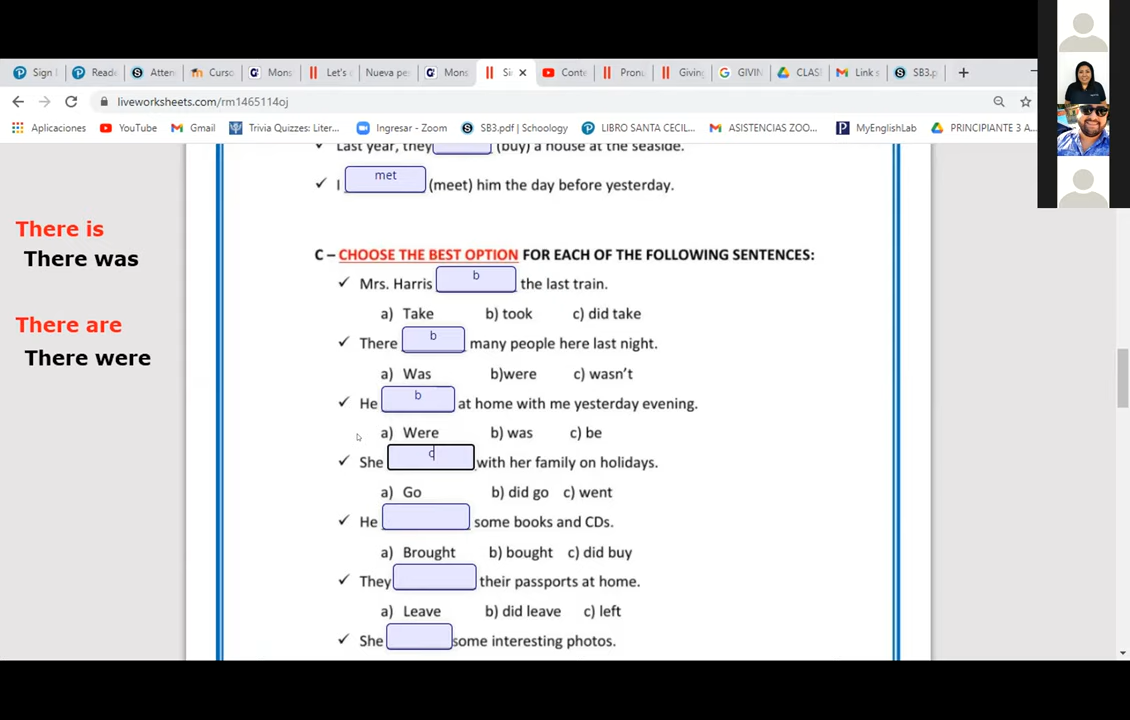 Sign
Reade
Atten
Curso
Mons
Let's e
Nueva pe
Mons
Si
Conte
Pronu
Giving
GIVIN
CLAS
Link s
SB3.p
liveworksheets.com/rm1465114oj
Aplicaciones
YouTube
Gmail
Trivia Quizzes: Liter...
Ingresar - Zoom
SB3.pdf | Schoology
LIBRO SANTA CECIL...
ASISTENCIAS ZOO...
MyEnglishLab
PRINCIPIANTE 3 A
Last year, they (buy) a house at the seaside.
I met (meet) him the day before yesterday.
There is
There was
There are
There were
C – CHOOSE THE BEST OPTION FOR EACH OF THE FOLLOWING SENTENCES:
Mrs. Harris b the last train.
a) Take b) took c) did take
There b many people here last night.
a) Was b)were c) wasn't
He b at home with me yesterday evening.
a) Were b) was c) be
She c with her family on holidays.
a) Go b) did go c) went
He some books and CDs.
a) Brought b) bought c) did buy
They their passports at home.
a) Leave b) did leave c) left
She some interesting photos.